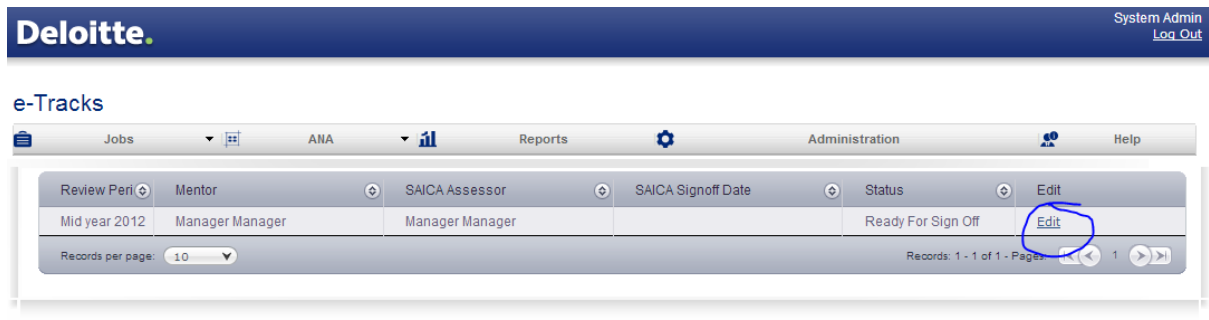 Deloitte.
System Admin
Log Out
e-Tracks
Jobs ANA Reports Administration Help
Review Peri Mentor SAICA Assessor SAICA Signoff Date Status Edit
Mid year 2012 Manager Manager Manager Manager Ready For Sign Off Edit
Records per page: 10 Records: 1 - 1 of 1 - Pages: 1